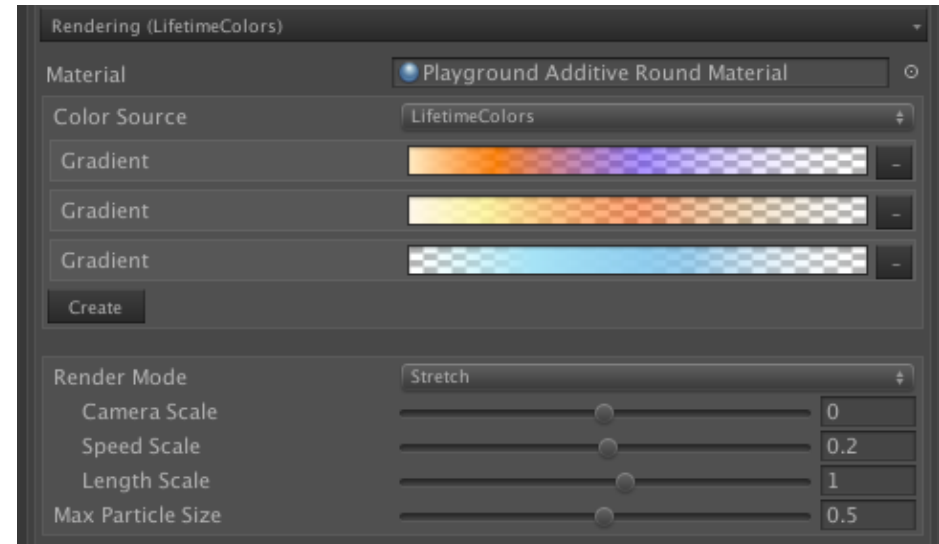 Rendering (LifetimeColors)
Material Playground Additive Round Material
Color Source LifetimeColors
Gradient –
Gradient –
Gradient –
Create
Render Mode Stretch
Camera Scale 0
Speed Scale 0.2
Length Scale 1
Max Particle Size 0.5